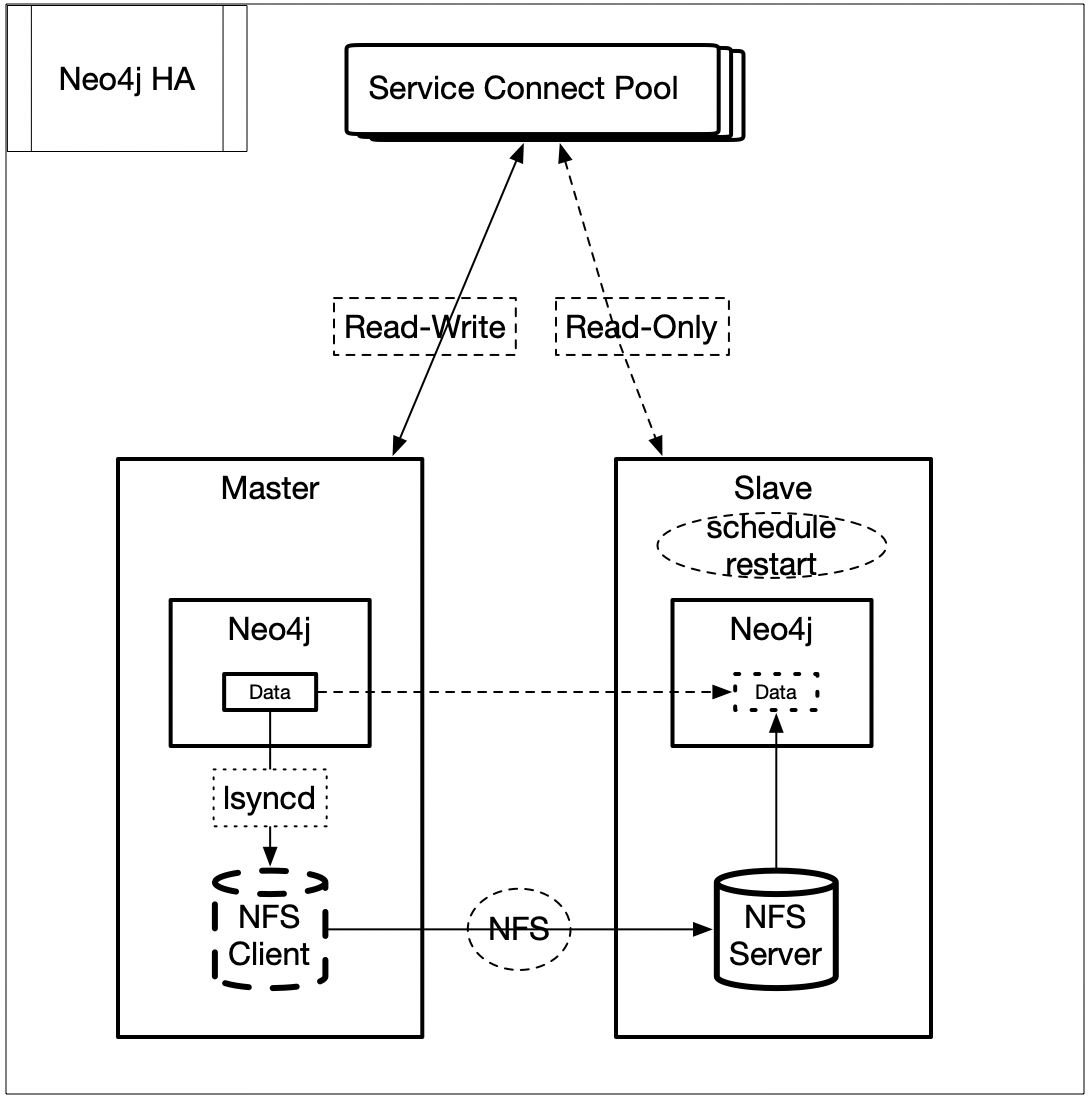 Neo4j HA
Service Connect Pool
Read-Write
Read-Only
Master
Slave
schedule
restart
Neo4j
Neo4j
Data
Data
lsyncd
NFS
Client
NFS
NFS
Server